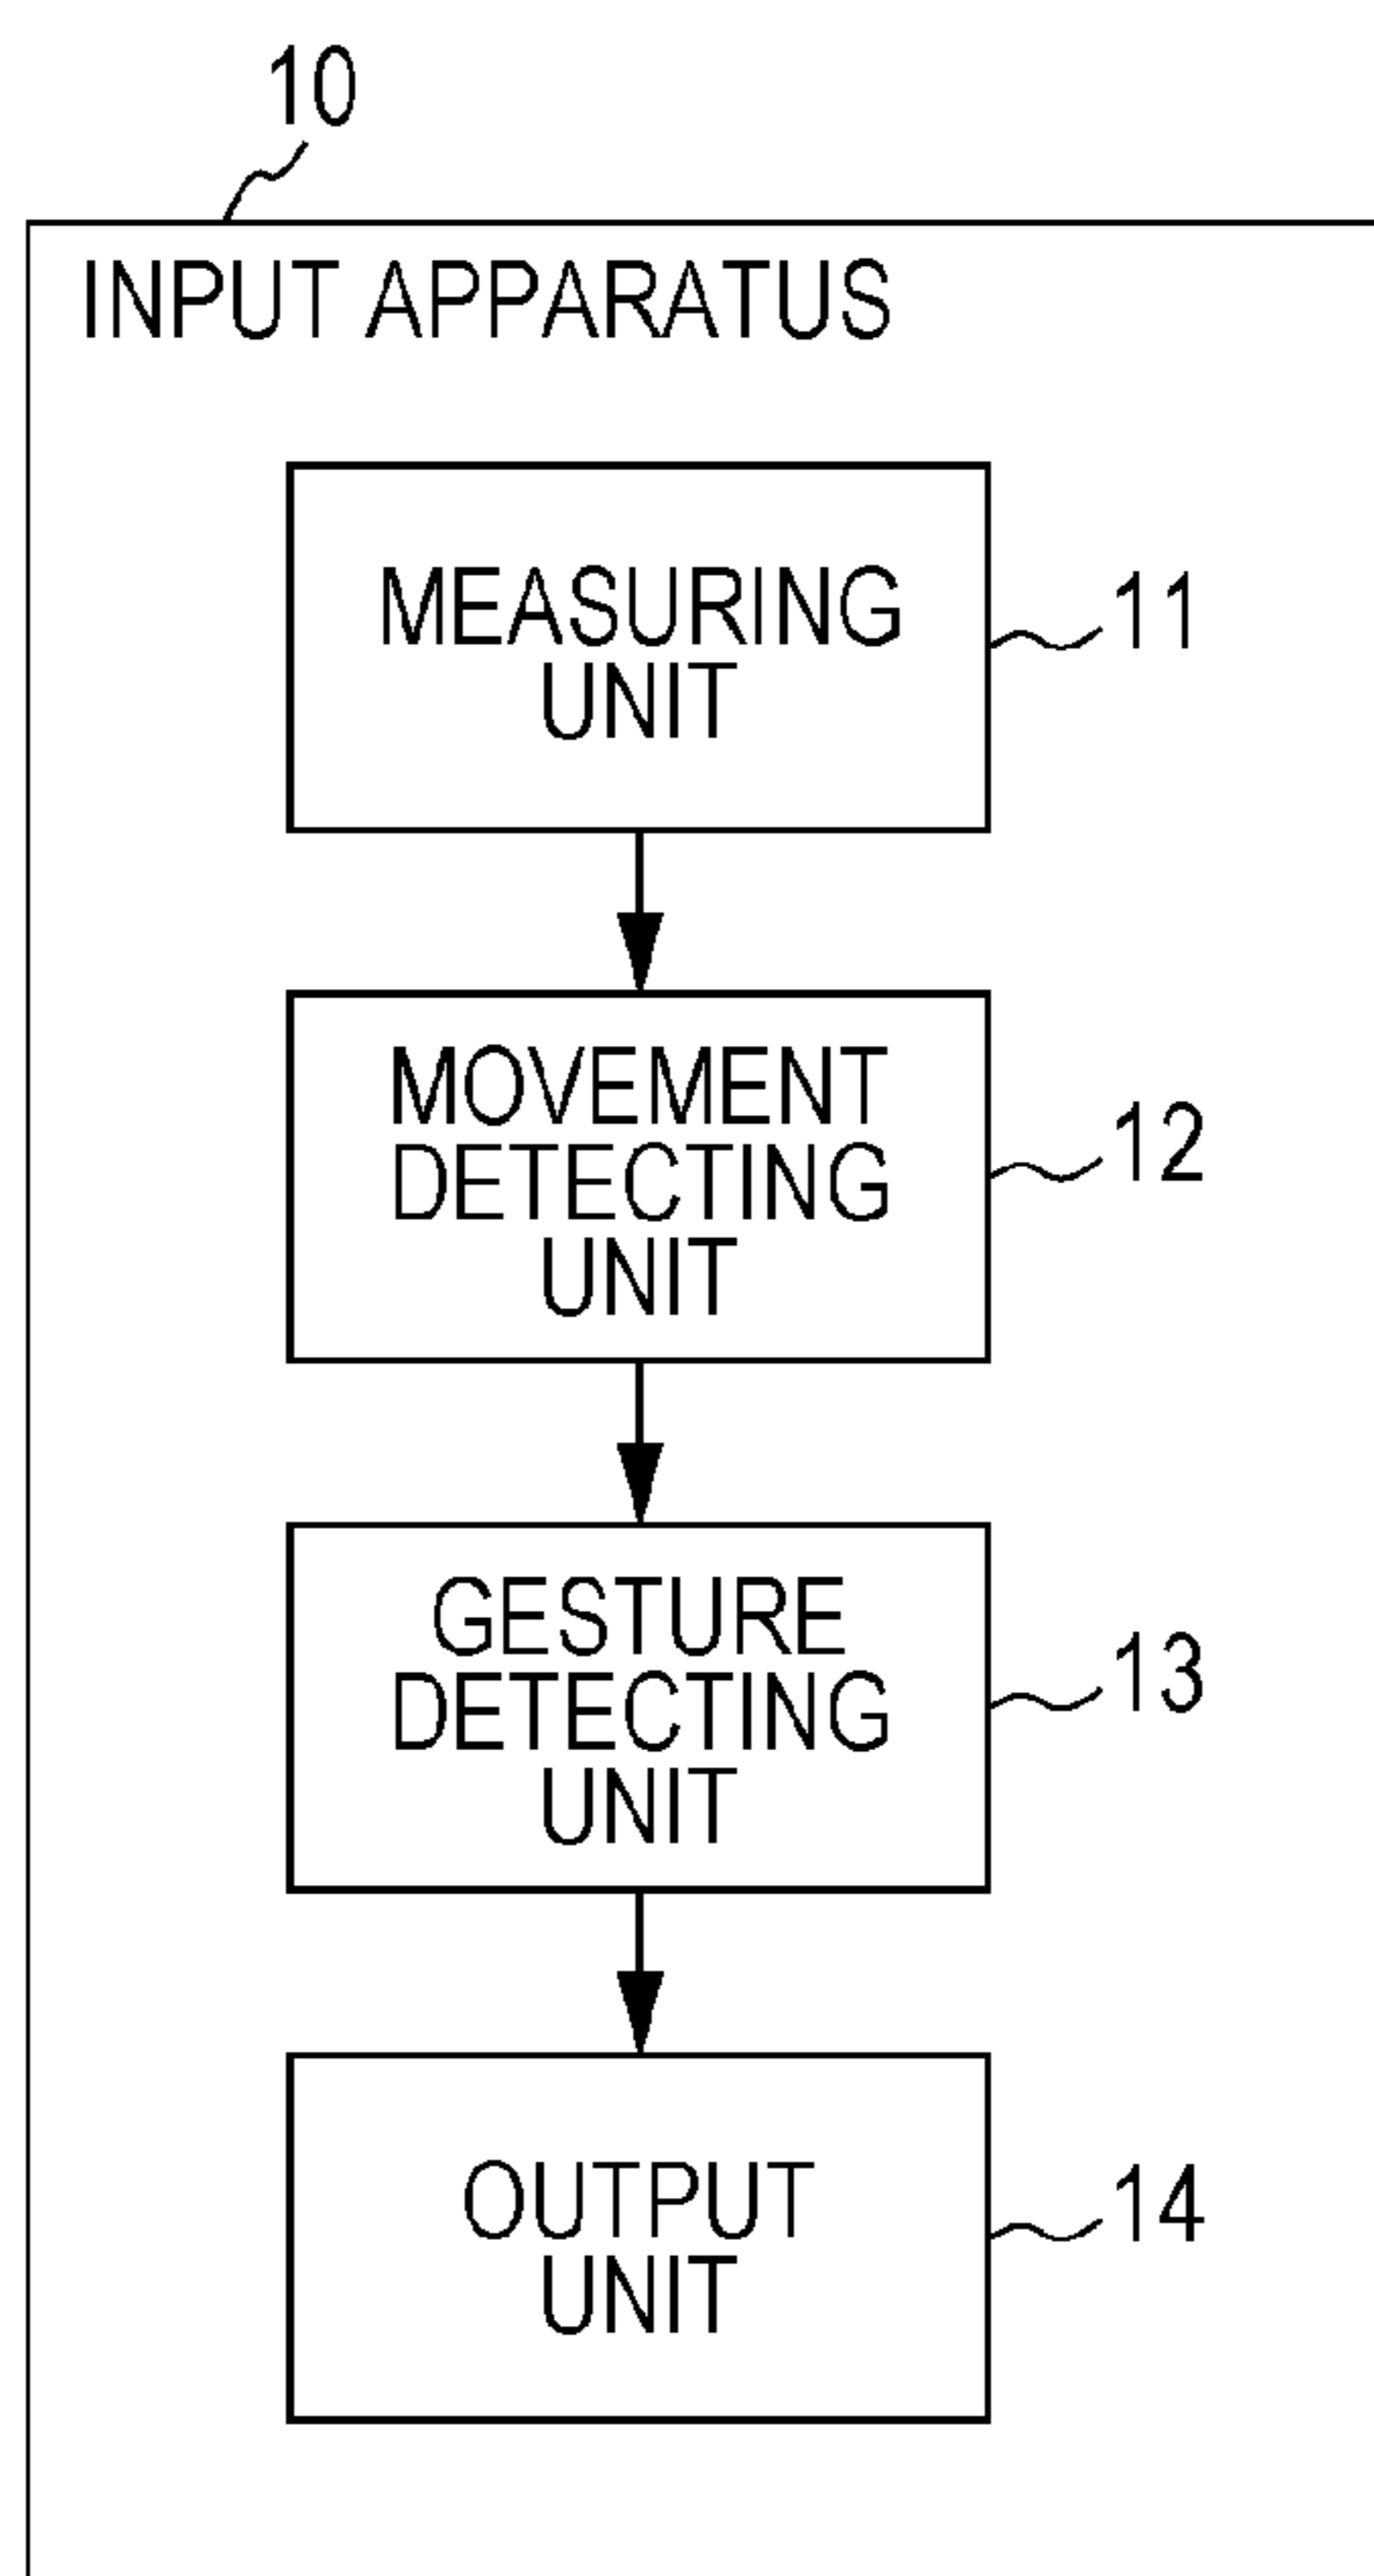 10
INPUT APPARATUS
MEASURING
UNIT
11
MOVEMENT
DETECTING
UNIT
12
GESTURE
DETECTING
UNIT
13
OUTPUT
UNIT
14